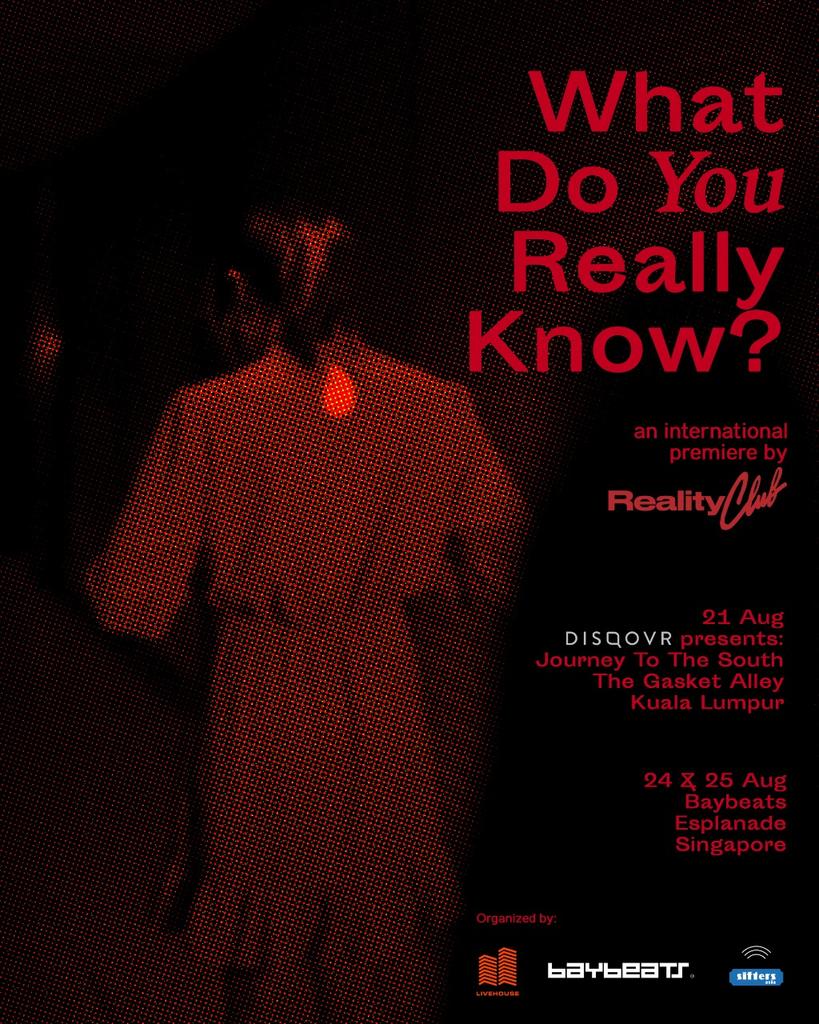 What
Do You
Really
Know?
an international
premiere by
Reality Club
21 Aug
DISQOVR presents:
Journey To The South
The Gasket Alley
Kuala Lumpur
24 & 25 Aug
Baybeats
Esplanade
Singapore
Organized by:
LIVEHOUSE
baybeats
sifters